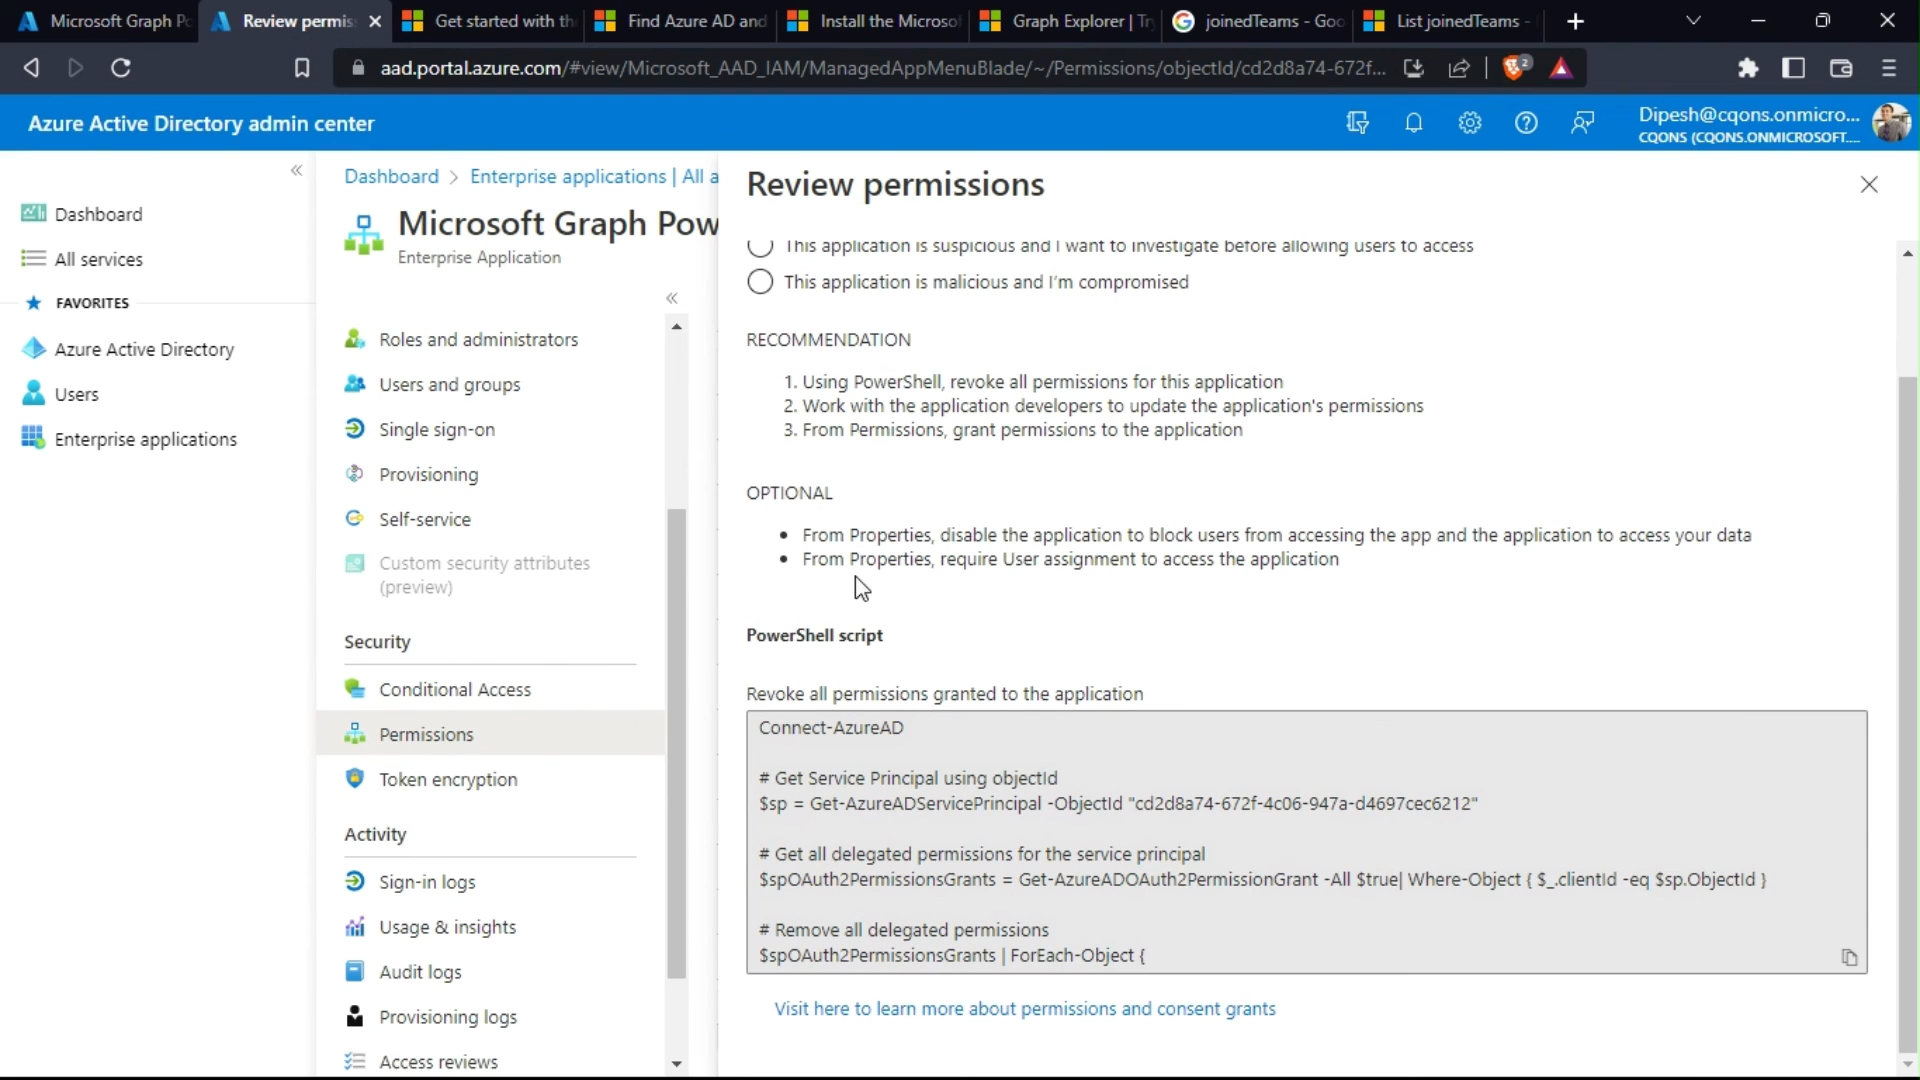 Microsoft Graph Po
Review permis
Get started with th
Find Azure AD and
Install the Microso
Graph Explorer | Tr
joinedTeams - Goo
List joinedTeams -
aad.portal.azure.com/#view/Microsoft_AAD_IAM/ManagedAppMenuBlade/~/Permissions/objectId/cd2d8a74-672f...
2
Azure Active Directory admin center
Dipesh@cqons.onmicro...
CQONS (CQONS.ONMICROSOFT....
Dashboard
All services
FAVORITES
Azure Active Directory
Users
Enterprise applications
Dashboard > Enterprise applications | All a
Microsoft Graph Pow
Enterprise Application
Roles and administrators
Users and groups
Single sign-on
Provisioning
Self-service
Custom security attributes
(preview)
Security
Conditional Access
Permissions
Token encryption
Activity
Sign-in logs
Usage & insights
Audit logs
Provisioning logs
Access reviews
Review permissions
This application is suspicious and I want to investigate before allowing users to access
This application is malicious and I'm compromised
RECOMMENDATION
1. Using PowerShell, revoke all permissions for this application
2. Work with the application developers to update the application's permissions
3. From Permissions, grant permissions to the application
OPTIONAL
• From Properties, disable the application to block users from accessing the app and the application to access your data
• From Properties, require User assignment to access the application
PowerShell script
Revoke all permissions granted to the application
Connect-AzureAD
# Get Service Principal using objectId
$sp = Get-AzureADServicePrincipal -ObjectId "cd2d8a74-672f-4c06-947a-d4697cec6212"
# Get all delegated permissions for the service principal
$spOAuth2PermissionsGrants = Get-AzureADOAuth2PermissionGrant -All $true| Where-Object { $_.clientId -eq $sp.ObjectId }
# Remove all delegated permissions
$spOAuth2PermissionsGrants | ForEach-Object {
Visit here to learn more about permissions and consent grants